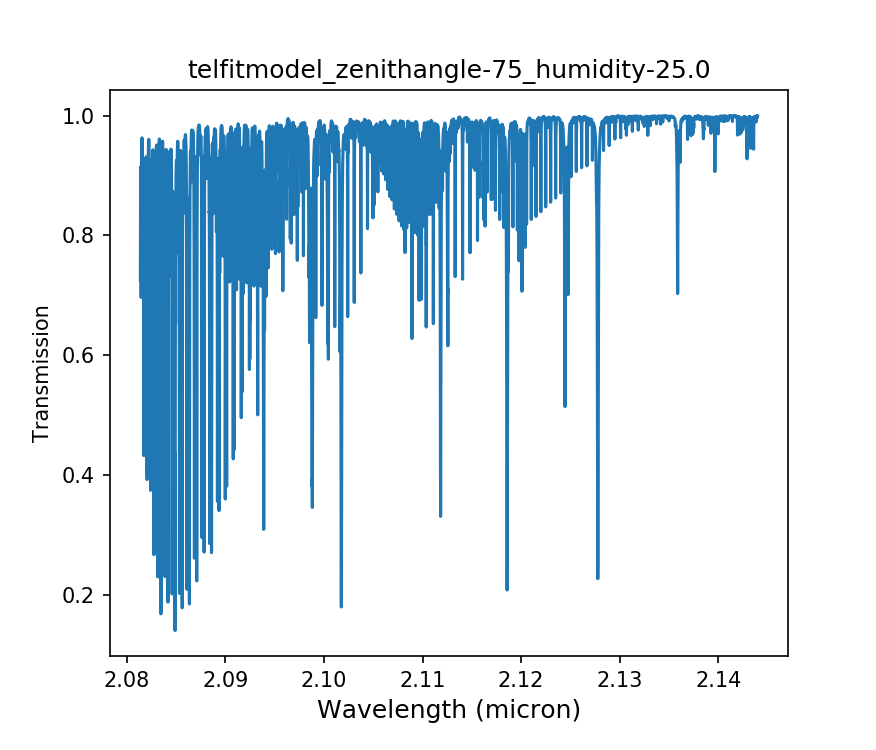 telfitmodel_zenithangle-75_humidity-25.0
1.0
0.8
0.6
0.4
0.2
Transmission
2.08 2.09 2.10 2.11 2.12 2.13 2.14
Wavelength (micron)